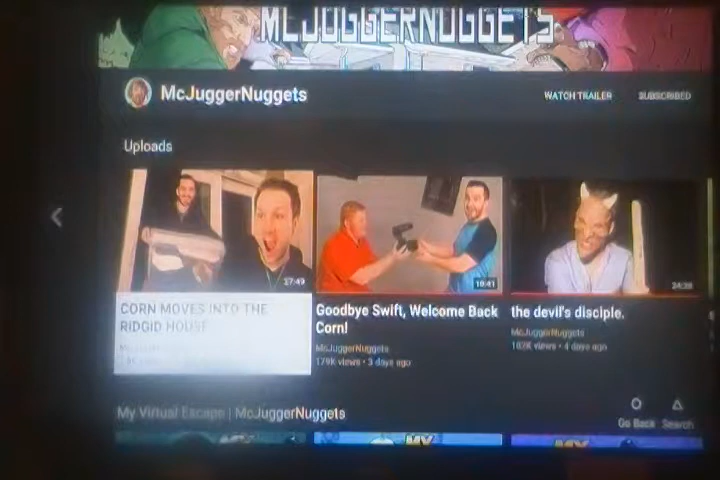 McJUGGERNUGGETS
McJuggerNuggets
WATCH TRAILER
SUBSCRIBED
Uploads
27:49
10:41
24:36
CORN MOVES INTO THE
RIDGID HOUSE
Goodbye Swift, Welcome Back
Corn!
McJuggerNuggets
179K views • 3 days ago
the devil's disciple.
McJuggerNuggets
182K views • 4 days ago
My Virtual Escape | McJuggerNuggets
Go Back
Search
MY